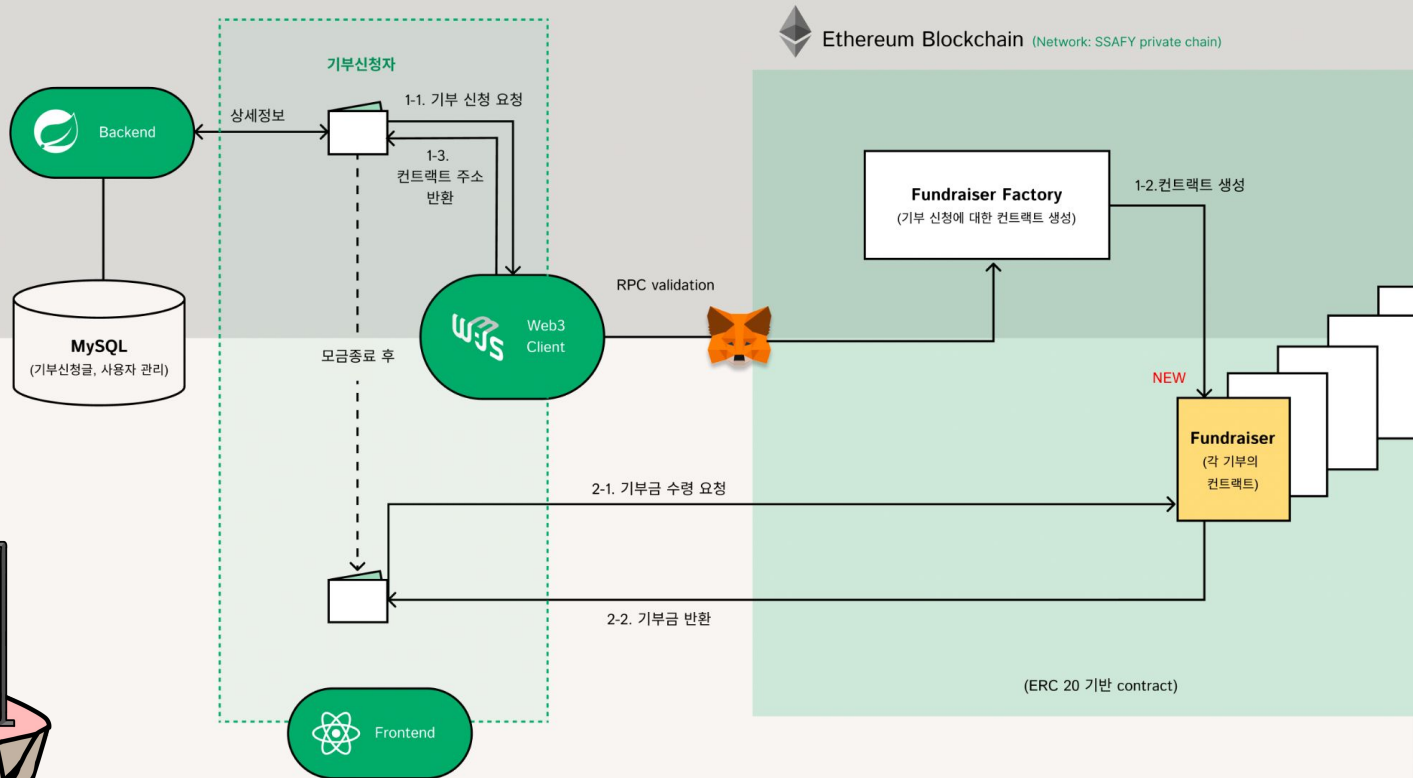 Ethereum Blockchain (Network: SSAFY private chain)
기부신청자
Backend
상세정보
1-1. 기부 신청 요청
1-3.
컨트랙트 주소
반환
Fundraiser Factory
(기부 신청에 대한 컨트랙트 생성)
1-2.컨트랙트 생성
RPC validation
W3JS
Web3
Client
MySQL
(기부신청글, 사용자 관리)
모금종료 후
NEW
Fundraiser
(각 기부의
컨트랙트)
2-1. 기부금 수령 요청
2-2. 기부금 반환
(ERC 20 기반 contract)
Frontend